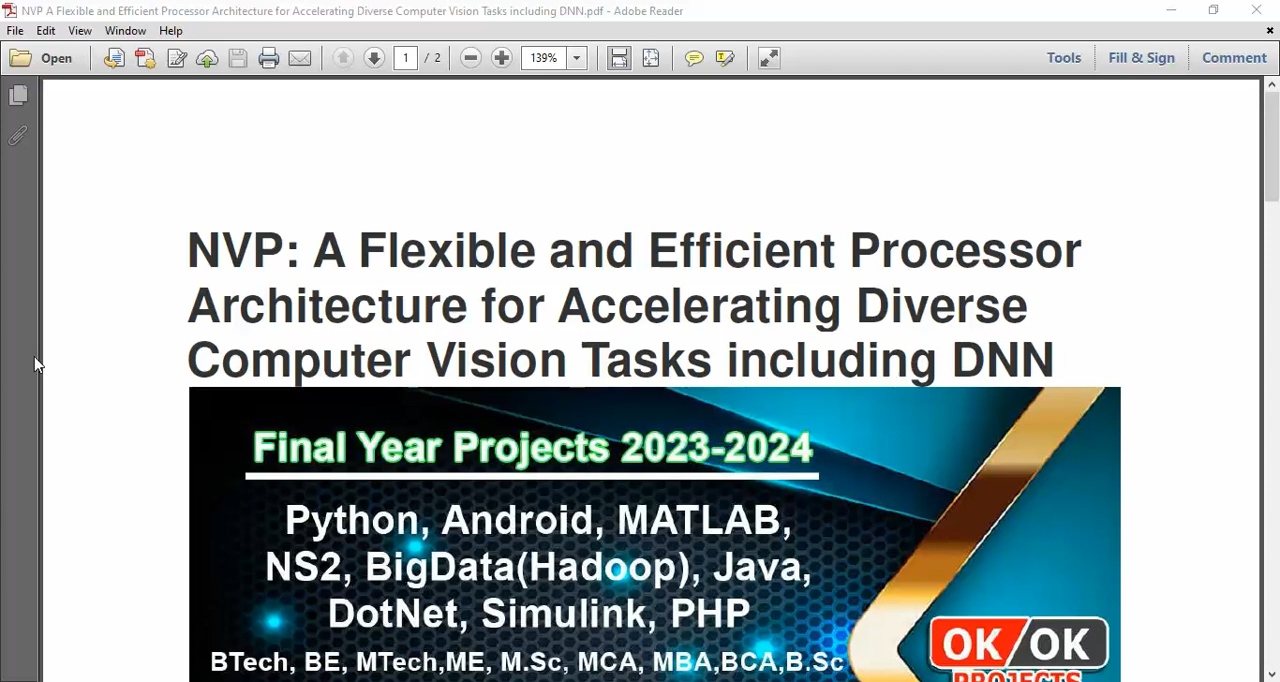 NVP A Flexible and Efficient Processor Architecture for Accelerating Diverse Computer Vision Tasks including DNN.pdf - Adobe Reader
File Edit View Window Help
Open 1 / 2 139% Tools Fill & Sign Comment
NVP: A Flexible and Efficient Processor
Architecture for Accelerating Diverse
Computer Vision Tasks including DNN
Final Year Projects 2023-2024
Python, Android, MATLAB,
NS2, BigData(Hadoop), Java,
DotNet, Simulink, PHP
BTech, BE, MTech,ME, M.Sc, MCA, MBA,BCA,B.Sc
OK/OK
PROJECTS